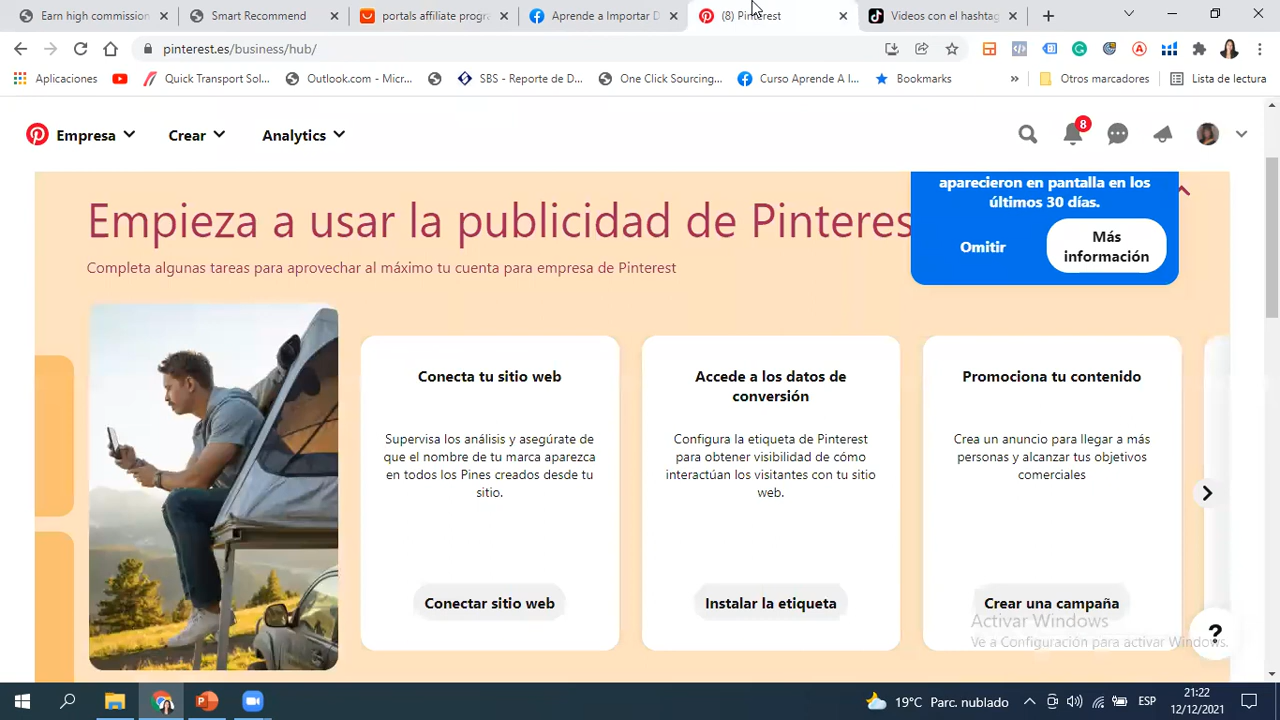 Earn high commission
Smart Recommend
portals affiliate progra
Aprende a Importar D
(8) Pinterest
Videos con el hashtag
pinterest.es/business/hub/
Aplicaciones
Quick Transport Sol...
Outlook.com - Micr...
SBS - Reporte de D...
One Click Sourcing...
Curso Aprende A I...
Bookmarks
»
Otros marcadores
Lista de lectura
Empresa
Crear
Analytics
8
Empieza a usar la publicidad de Pinteres
Completa algunas tareas para aprovechar al máximo tu cuenta para empresa de Pinterest
aparecieron en pantalla en los
últimos 30 días.
Omitir
Más
información
Conecta tu sitio web
Supervisa los análisis y asegúrate de
que el nombre de tu marca aparezca
en todos los Pines creados desde tu
sitio.
Conectar sitio web
Accede a los datos de
conversión
Configura la etiqueta de Pinterest
para obtener visibilidad de cómo
interactúan los visitantes con tu sitio
web.
Instalar la etiqueta
Promociona tu contenido
Crea un anuncio para llegar a más
personas y alcanzar tus objetivos
comerciales
Crear una campaña
Activar Windows
Ve a Configuración para activar Windows.
?
19°C Parc. nublado
ESP
21:22
12/12/2021